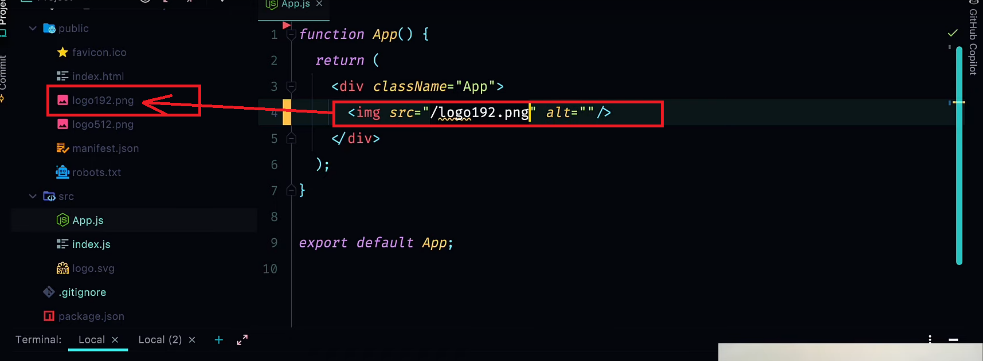 App.js ×
public
favicon.ico
index.html
logo192.png
logo512.png
manifest.json
robots.txt
src
App.js
index.js
logo.svg
.gitignore
package.json
Commit
GitHub Copilot
1 function App() {
2 return (
3 <div className="App">
4 <img src="/logo192.png" alt=""/>
5 </div>
6 );
7 }
8
9 export default App;
10
Terminal: Local × Local (2) × +